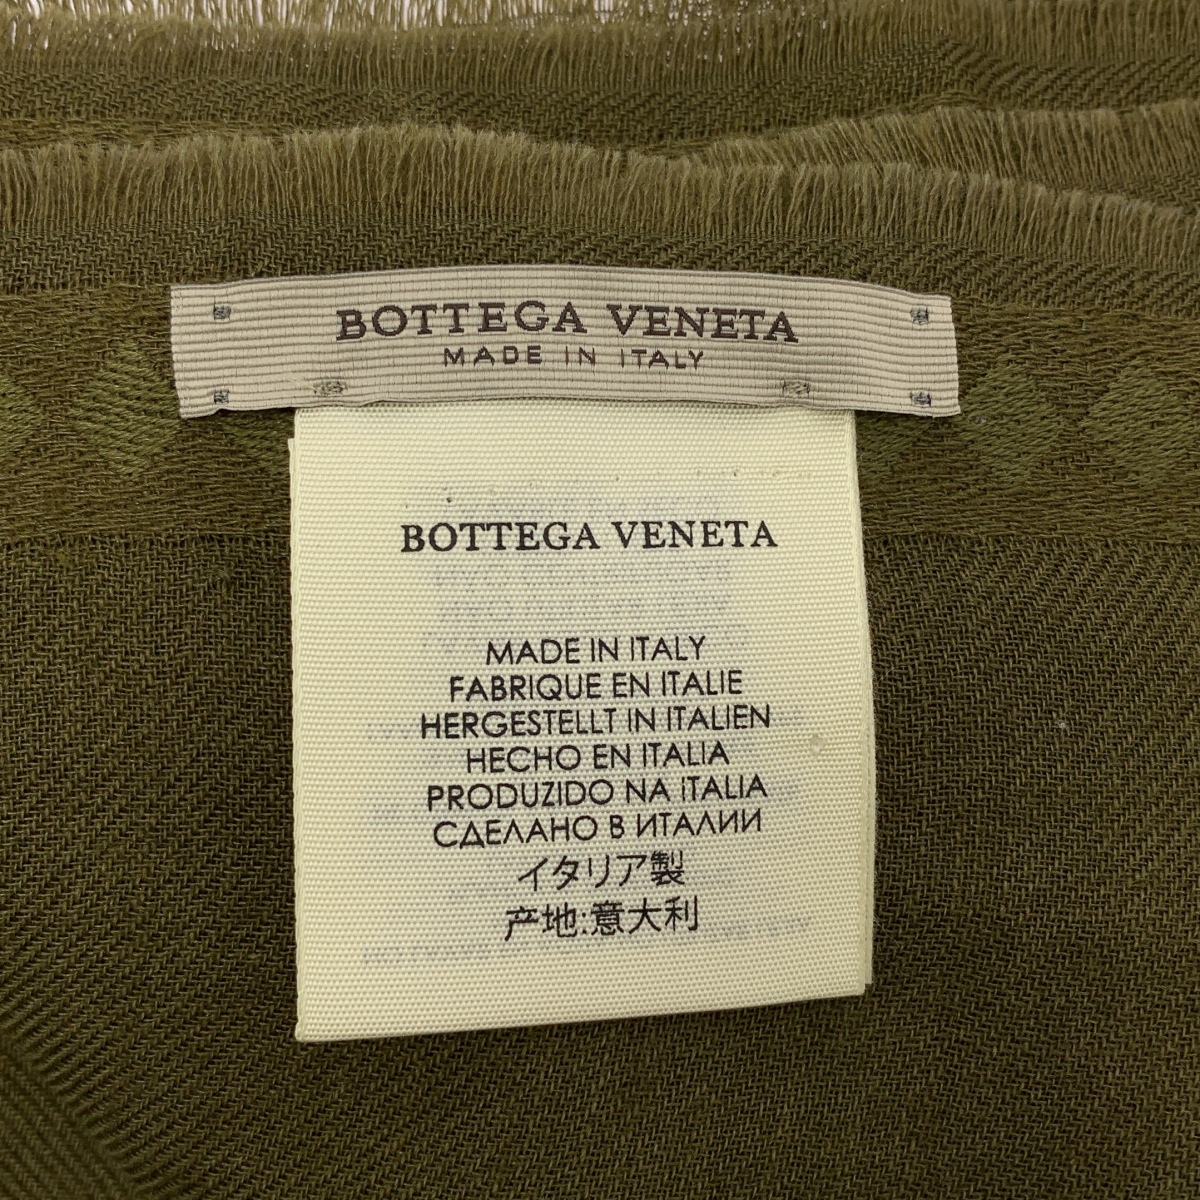 BOTTEGA VENETA
MADE IN ITALY
BOTTEGA VENETA
MADE IN ITALY
FABRIQUE EN ITALIE
HERGESTELLT IN ITALIEN
HECHO EN ITALIA
PRODUZIDO NA ITALIA
СДЕЛАНО В ИТАЛИИ
イタリア製
产地:意大利